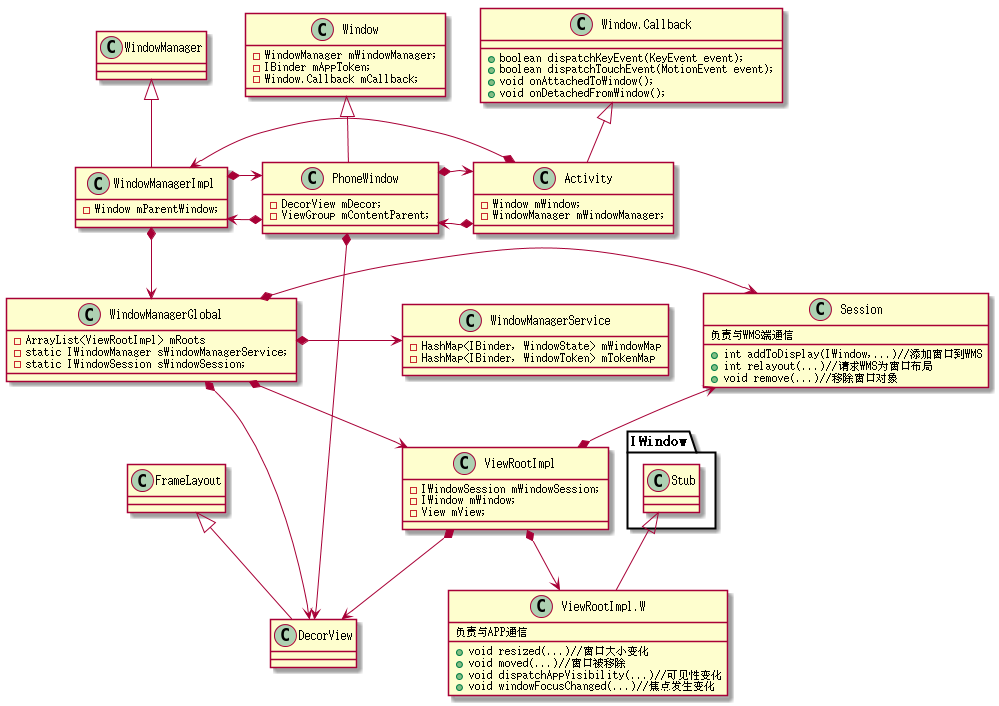 C WindowManager
C Window
WindowManager mWindowManager;
IBinder mAppToken;
Window.Callback mCallback;
C Window.Callback
boolean dispatchKeyEvent(KeyEvent event);
boolean dispatchTouchEvent(MotionEvent event);
void onAttachedToWindow();
void onDetachedFromWindow();
C WindowManagerImpl
Window mParentWindow;
C PhoneWindow
DecorView mDecor;
ViewGroup mContentParent;
C Activity
Window mWindow;
WindowManager mWindowManager;
C WindowManagerGlobal
ArrayList<ViewRootImpl> mRoots
static IWindowManager sWindowManagerService;
static IWindowSession sWindowSession;
C WindowManagerService
HashMap<IBinder, WindowState> mWindowMap
HashMap<IBinder, WindowToken> mTokenMap
C Session
负责与WMS端通信
int addToDisplay(IWindow,...)//添加窗口到WMS
int relayout(...)//请求WMS为窗口布局
void remove(...)//移除窗口对象
C FrameLayout
C ViewRootImpl
IWindowSession mWindowSession;
IWindow mWindow;
View mView;
IWindow
C Stub
C DecorView
C ViewRootImpl.W
负责与APP通信
void resized(...)//窗口大小变化
void moved(...)//窗口被移除
void dispatchAppVisibility(...)//可见性变化
void windowFocusChanged(...)//焦点发生变化